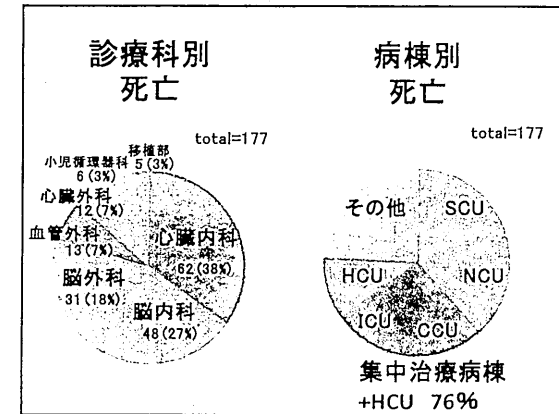 診療科別
死亡
total=177
移植部
5(3%)
小児循環器科
6(3%)
心臓外科
12(7%)
血管外科
13(7%)
脳外科
31(18%)
脳内科
48(27%)
心臓内科
62(38%)
病棟別
死亡
total=177
その他
SCU
HCU
NCU
ICU
CCU
集中治療病棟
+HCU 76%